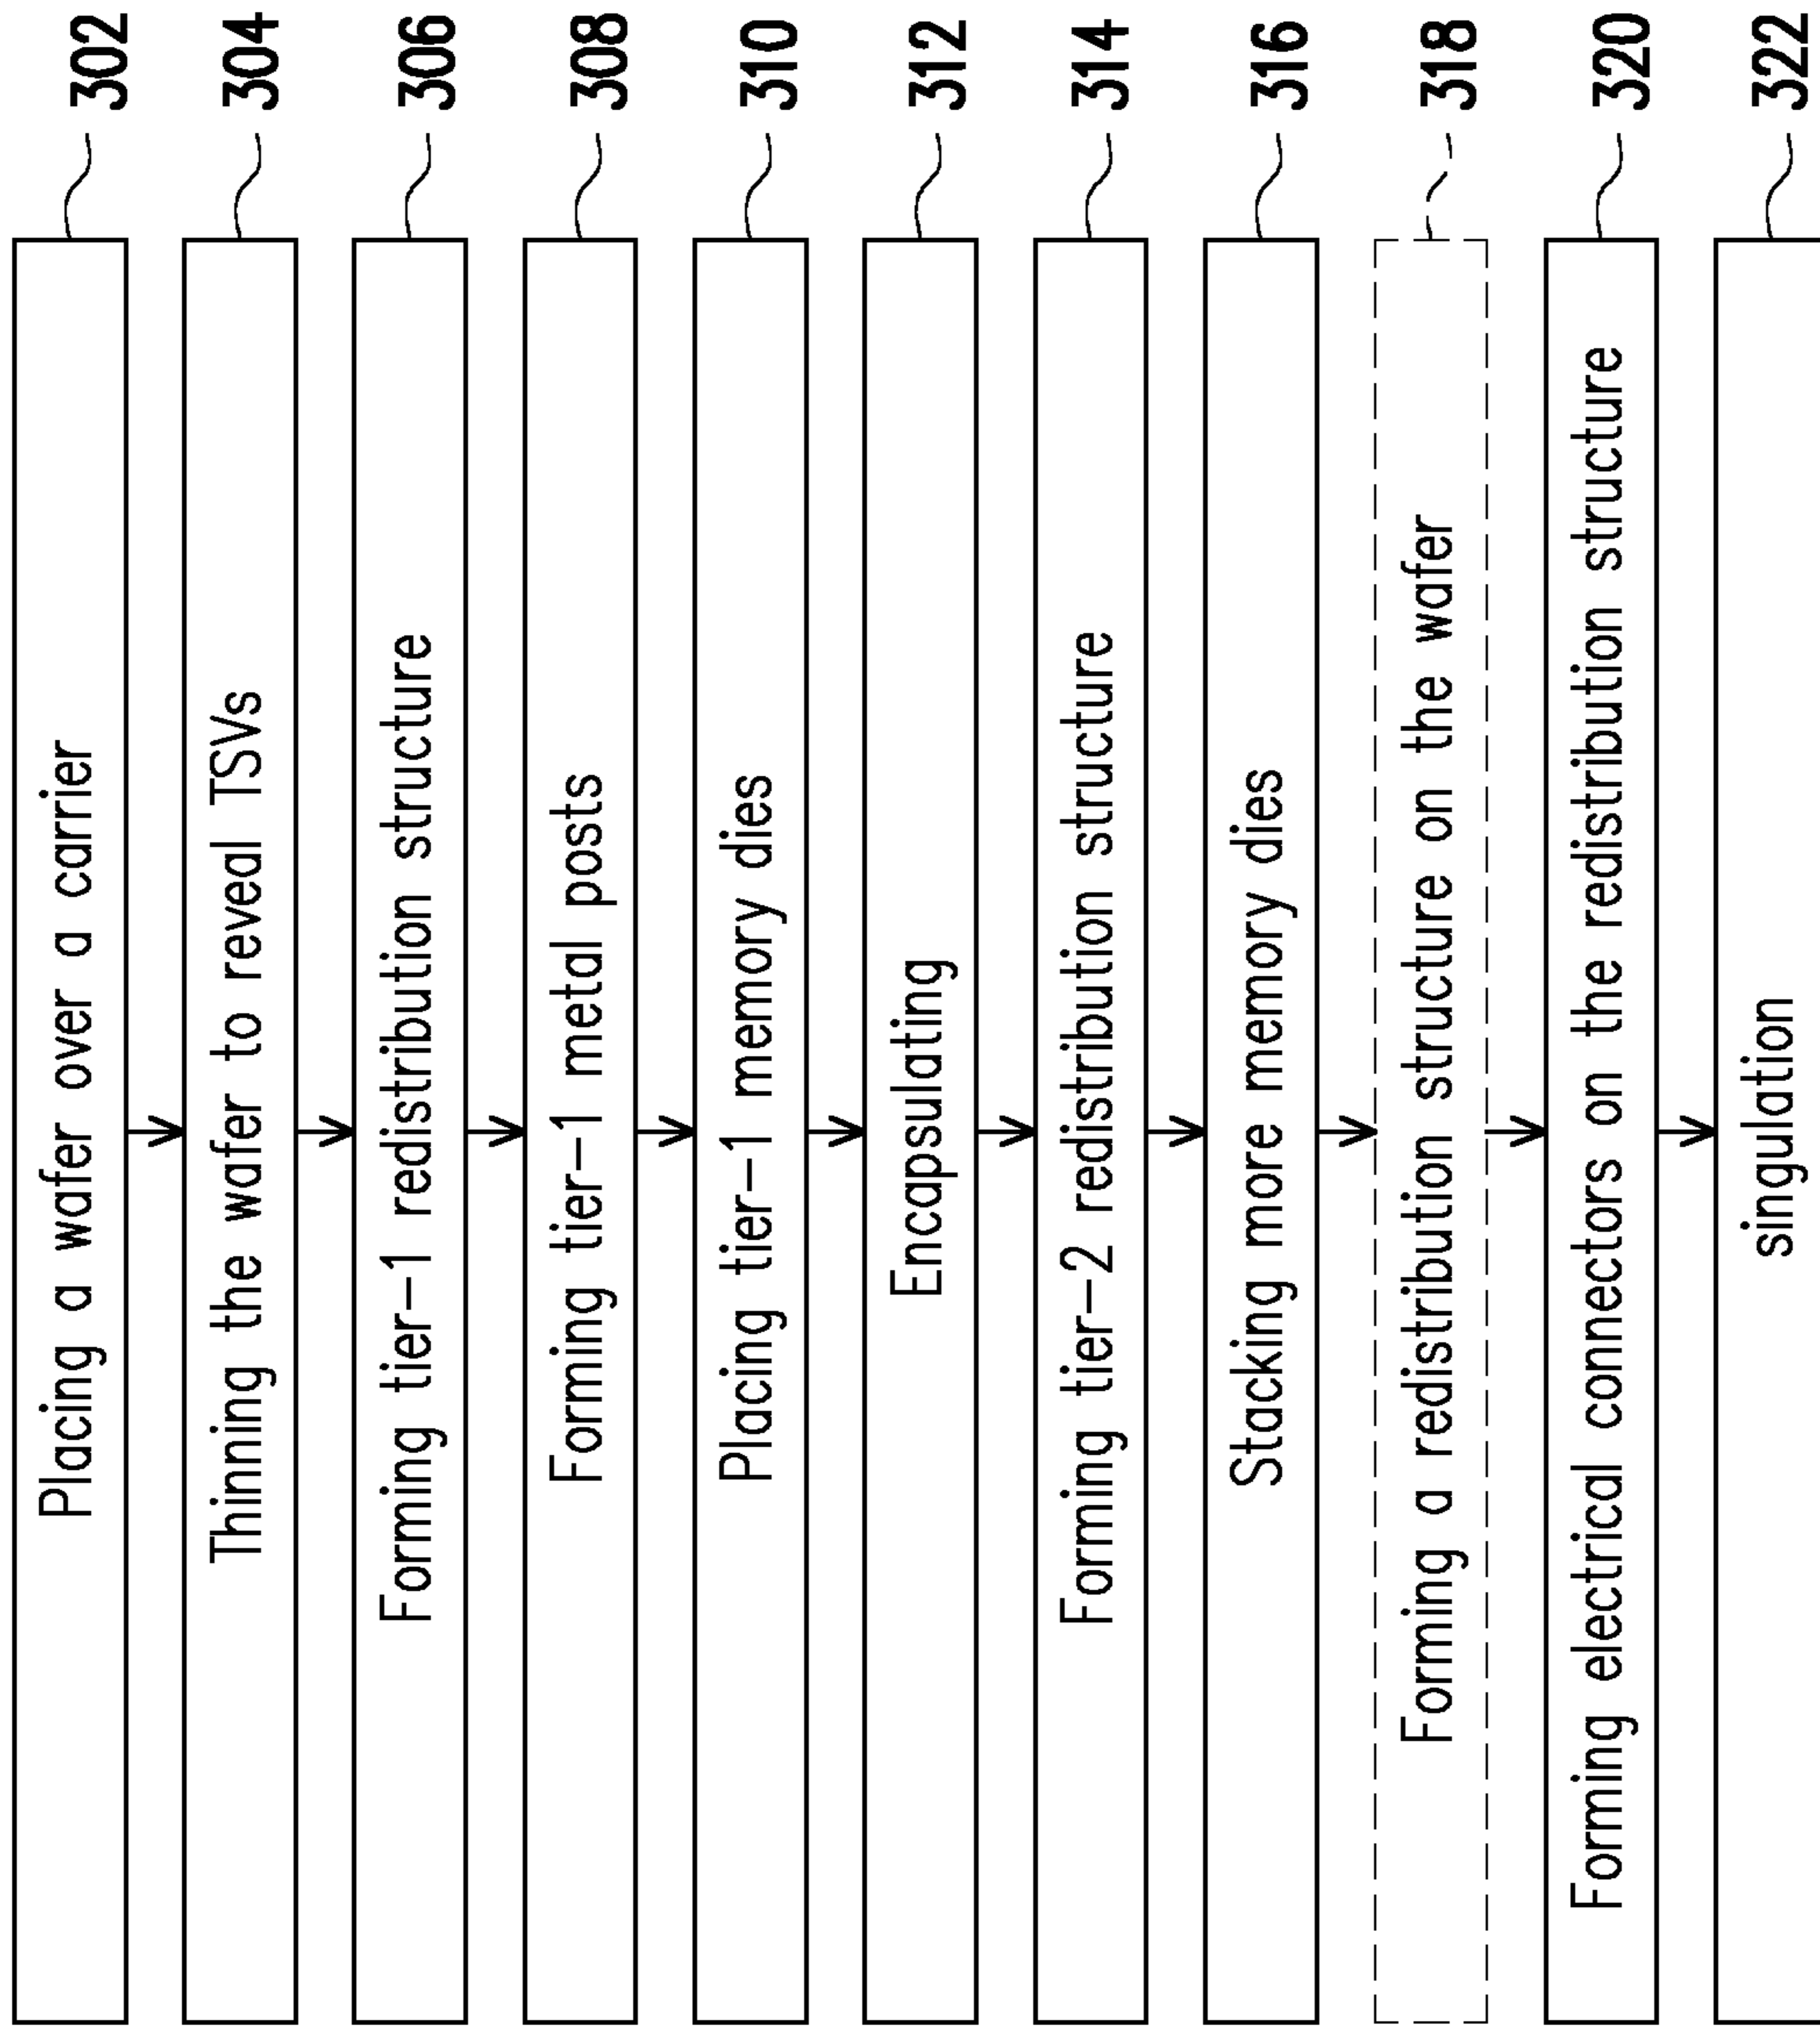 Placing a wafer over a carrier 302
Thinning the wafer to reveal TSVs 304
Forming tier-1 redistribution structure 306
Forming tier-1 metal posts 308
Placing tier-1 memory dies 310
Encapsulating 312
Forming tier-2 redistribution structure 314
Stacking more memory dies 316
Forming a redistribution structure on the wafer 318
Forming electrical connectors on the redistribution structure 320
singulation 322